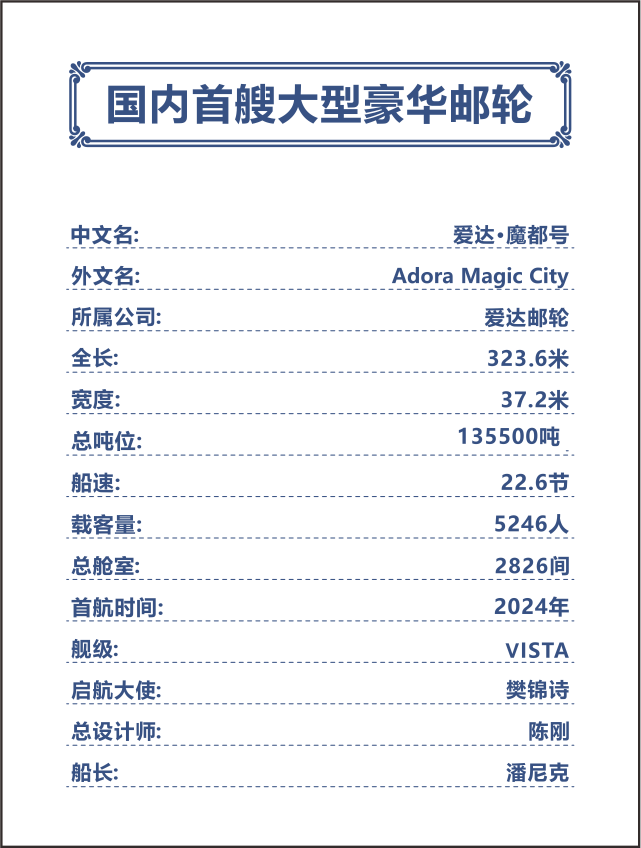 国内首艘大型豪华邮轮
中文名: 爱达·魔都号
外文名: Adora Magic City
所属公司: 爱达邮轮
全长: 323.6米
宽度: 37.2米
总吨位: 135500吨
船速: 22.6节
载客量: 5246人
总舱室: 2826间
首航时间: 2024年
舰级: VISTA
启航大使: 樊锦诗
总设计师: 陈刚
船长: 潘尼克